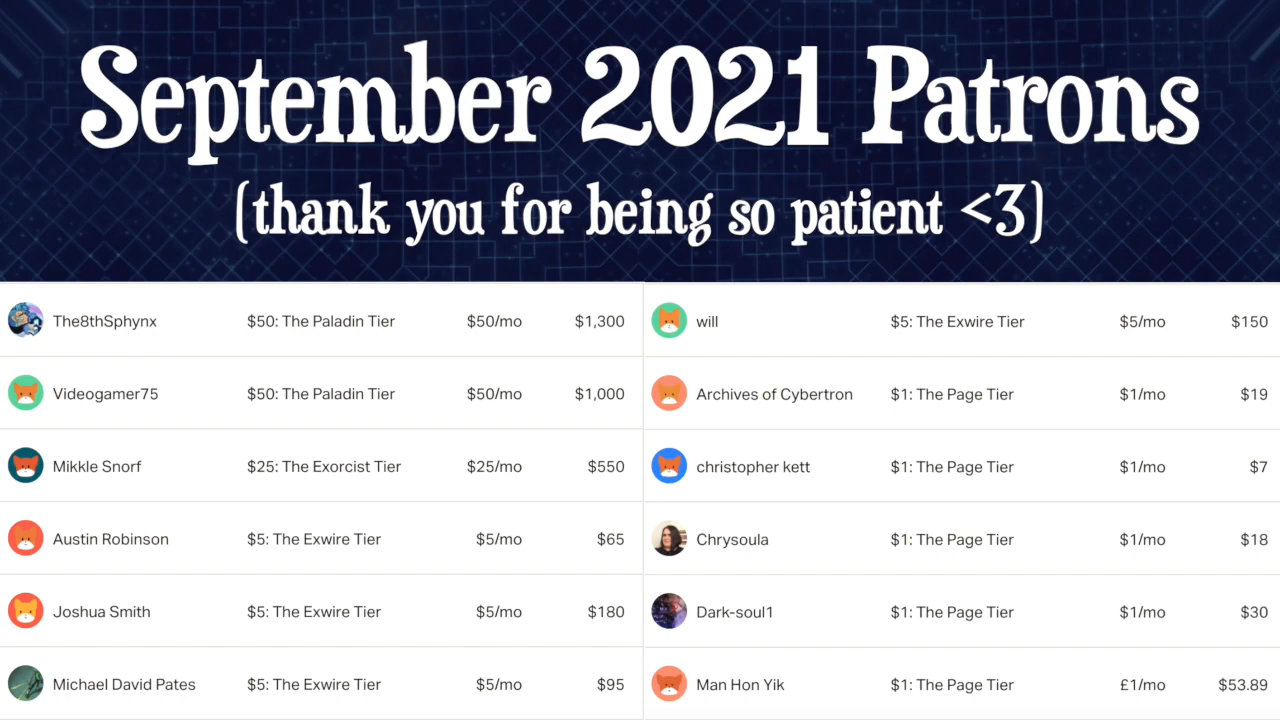 September 2021 Patrons
(thank you for being so patient <3)
The8thSphynx $50: The Paladin Tier $50/mo $1,300
Videogamer75 $50: The Paladin Tier $50/mo $1,000
Mikkle Snorf $25: The Exorcist Tier $25/mo $550
Austin Robinson $5: The Exwire Tier $5/mo $65
Joshua Smith $5: The Exwire Tier $5/mo $180
Michael David Pates $5: The Exwire Tier $5/mo $95
will $5: The Exwire Tier $5/mo $150
Archives of Cybertron $1: The Page Tier $1/mo $19
christopher kett $1: The Page Tier $1/mo $7
Chrysoula $1: The Page Tier $1/mo $18
Dark-soul1 $1: The Page Tier $1/mo $30
Man Hon Yik $1: The Page Tier £1/mo $53.89